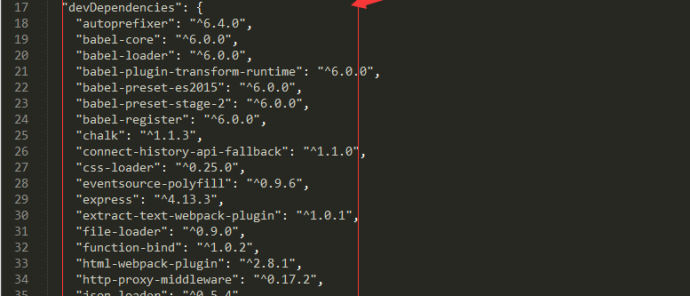 17 "devDependencies": {
18 "autoprefixer": "^6.4.0",
19 "babel-core": "^6.0.0",
20 "babel-loader": "^6.0.0",
21 "babel-plugin-transform-runtime": "^6.0.0",
22 "babel-preset-es2015": "^6.0.0",
23 "babel-preset-stage-2": "^6.0.0",
24 "babel-register": "^6.0.0",
25 "chalk": "^1.1.3",
26 "connect-history-api-fallback": "^1.1.0",
27 "css-loader": "^0.25.0",
28 "eventsource-polyfill": "^0.9.6",
29 "express": "^4.13.3",
30 "extract-text-webpack-plugin": "^1.0.1",
31 "file-loader": "^0.9.0",
32 "function-bind": "^1.0.2",
33 "html-webpack-plugin": "^2.8.1",
34 "http-proxy-middleware": "^0.17.2",
35 "json-loader": "^0.5.4",